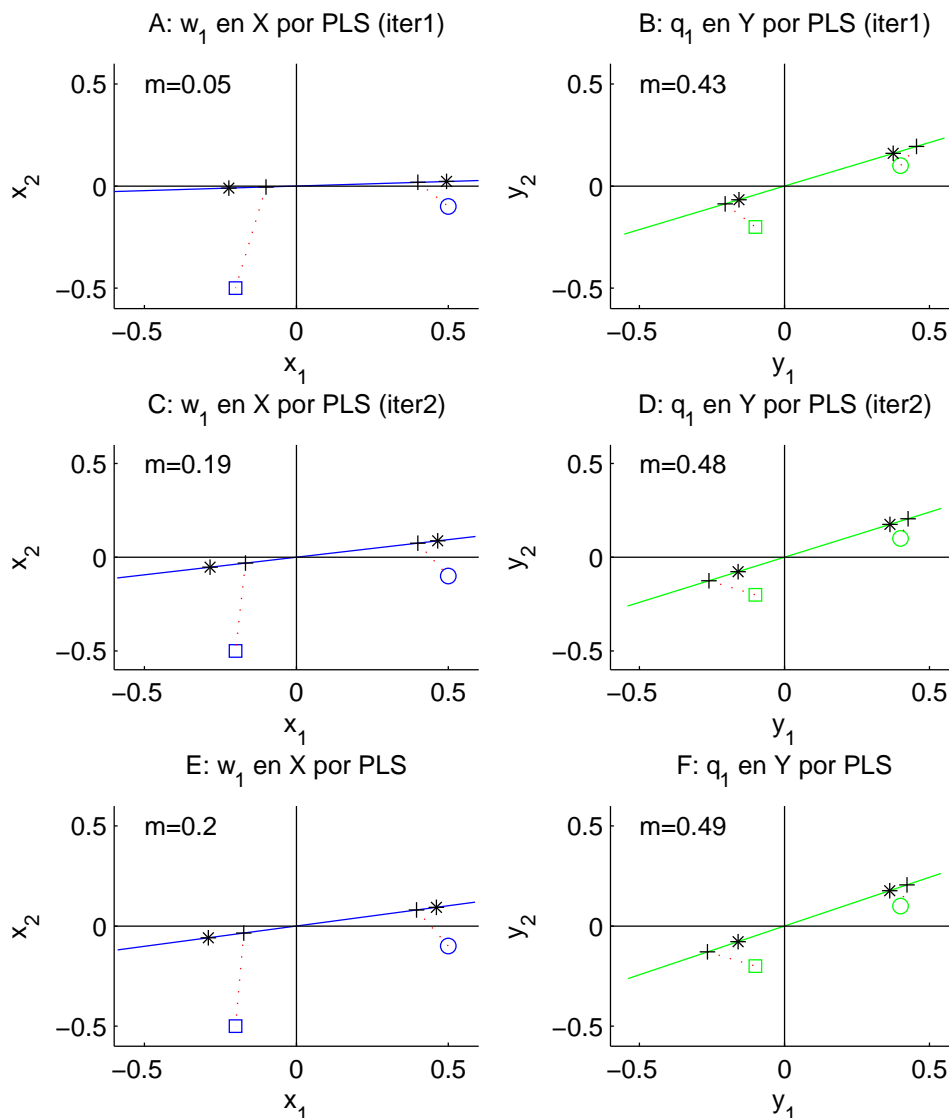 A: w₁ en X por PLS (iter1)
m=0.05
0.5
0
−0.5
x₂
−0.5 0 0.5
x₁
B: q₁ en Y por PLS (iter1)
m=0.43
0.5
0
−0.5
y₂
−0.5 0 0.5
y₁
C: w₁ en X por PLS (iter2)
m=0.19
0.5
0
−0.5
x₂
−0.5 0 0.5
x₁
D: q₁ en Y por PLS (iter2)
m=0.48
0.5
0
−0.5
y₂
−0.5 0 0.5
y₁
E: w₁ en X por PLS
m=0.2
0.5
0
−0.5
x₂
−0.5 0 0.5
x₁
F: q₁ en Y por PLS
m=0.49
0.5
0
−0.5
y₂
−0.5 0 0.5
y₁